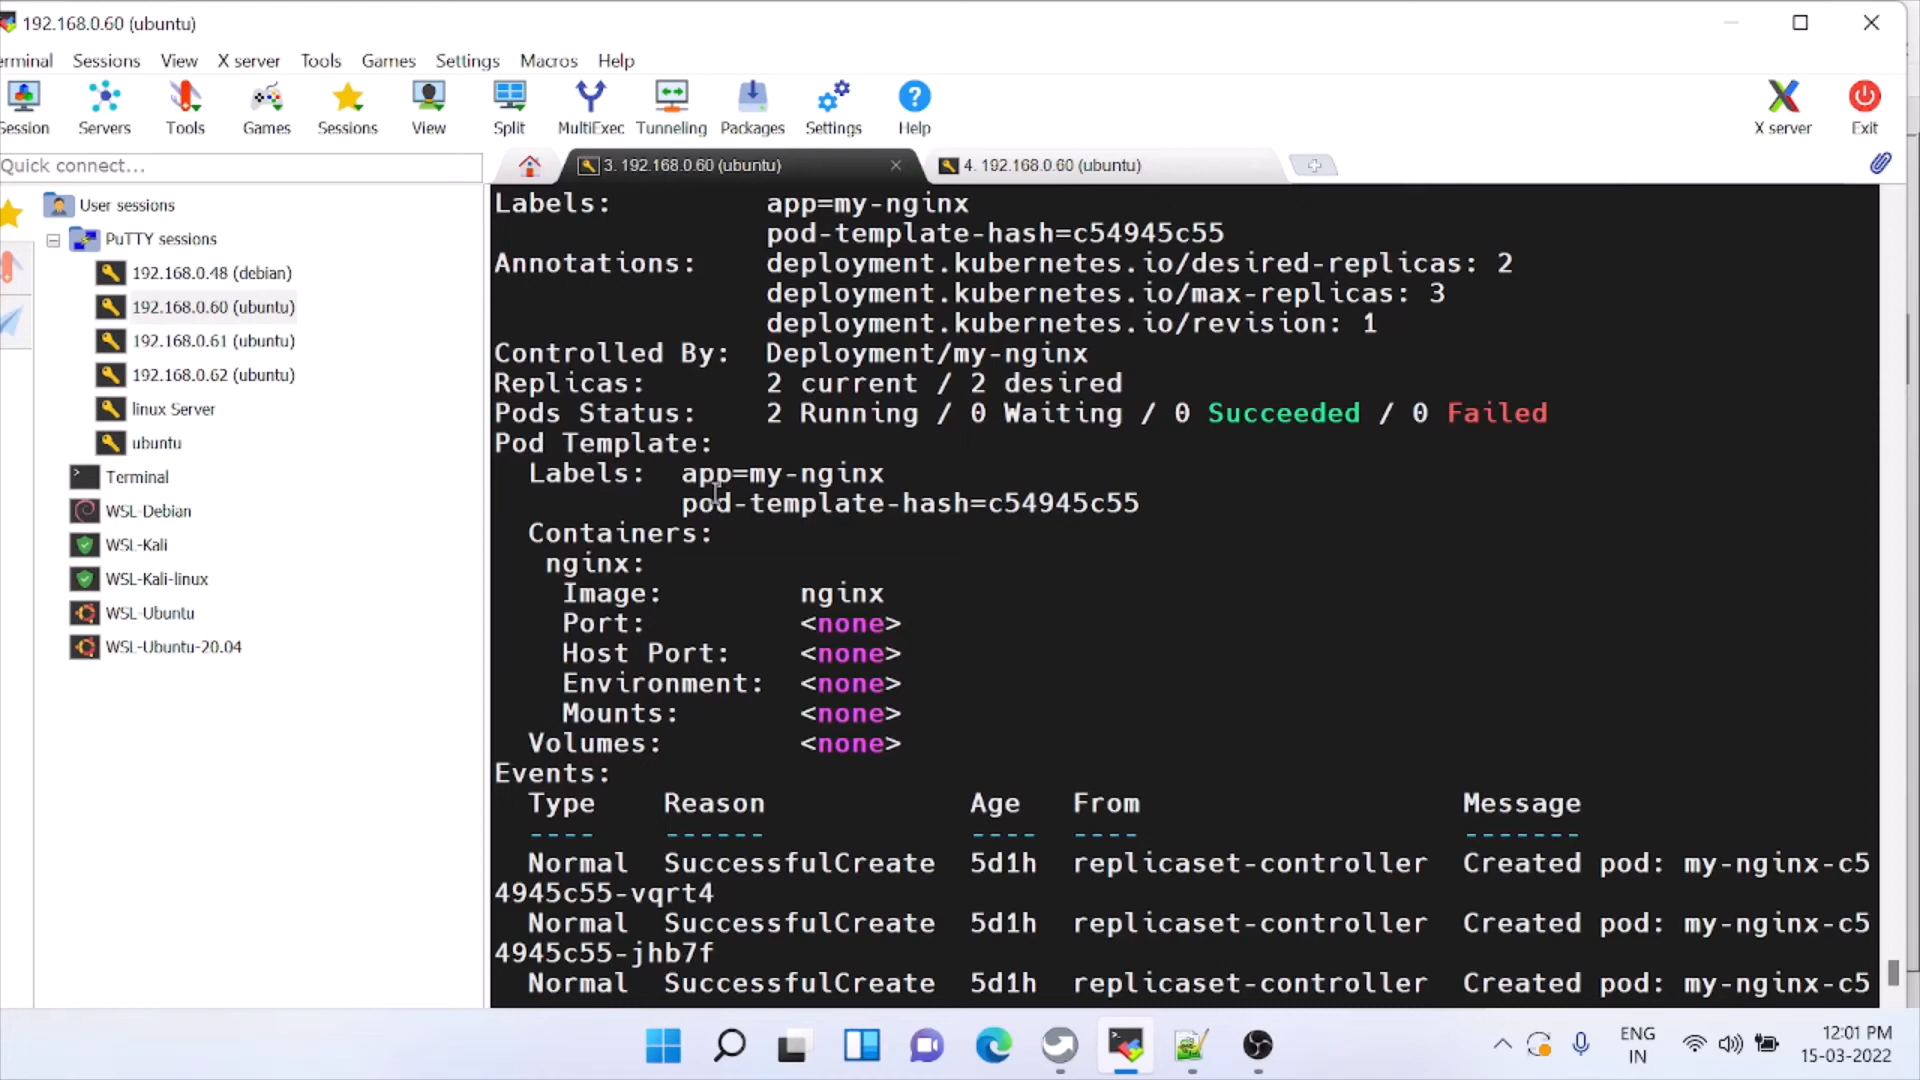 192.168.0.60 (ubuntu)
erminal Sessions View X server Tools Games Settings Macros Help
Session Servers Tools Games Sessions View Split MultiExec Tunneling Packages Settings Help X server Exit
Quick connect...
3. 192.168.0.60 (ubuntu)
4. 192.168.0.60 (ubuntu)
User sessions
PuTTY sessions
192.168.0.48 (debian)
192.168.0.60 (ubuntu)
192.168.0.61 (ubuntu)
192.168.0.62 (ubuntu)
linux Server
ubuntu
Terminal
WSL-Debian
WSL-Kali
WSL-Kali-linux
WSL-Ubuntu
WSL-Ubuntu-20.04
Labels: app=my-nginx
pod-template-hash=c54945c55
Annotations: deployment.kubernetes.io/desired-replicas: 2
deployment.kubernetes.io/max-replicas: 3
deployment.kubernetes.io/revision: 1
Controlled By: Deployment/my-nginx
Replicas: 2 current / 2 desired
Pods Status: 2 Running / 0 Waiting / 0 Succeeded / 0 Failed
Pod Template:
Labels: app=my-nginx
pod-template-hash=c54945c55
Containers:
nginx:
Image: nginx
Port: <none>
Host Port: <none>
Environment: <none>
Mounts: <none>
Volumes: <none>
Events:
Type Reason Age From Message
---- ------ ---- ---- -------
Normal SuccessfulCreate 5d1h replicaset-controller Created pod: my-nginx-c5
4945c55-vqrt4
Normal SuccessfulCreate 5d1h replicaset-controller Created pod: my-nginx-c5
4945c55-jhb7f
Normal SuccessfulCreate 5d1h replicaset-controller Created pod: my-nginx-c5
ENG
IN
12:01 PM
15-03-2022